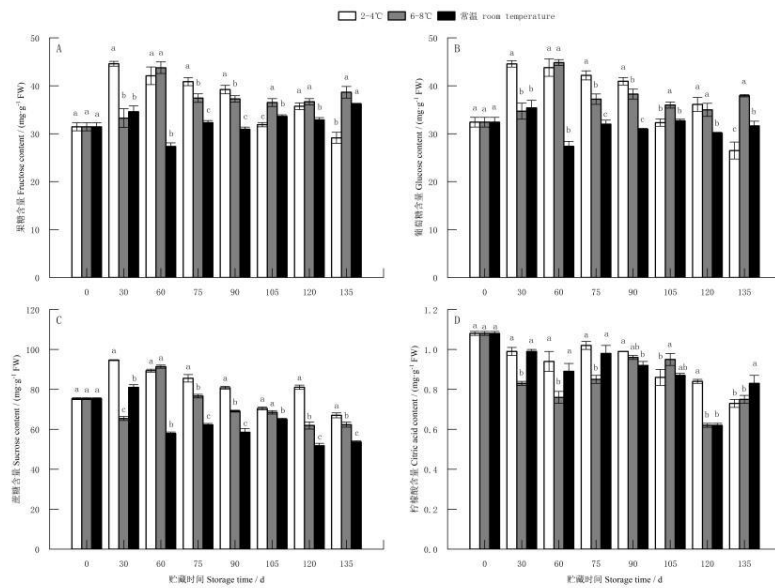 2-4℃ 6-8℃ 常温 room temperature
A
果糖含量 Fructose content / (mg·g⁻¹ FW)
50
40
30
20
10
0
a a a
a b b
a a b
a b c
a b c
b a b
a a b
b a a
0 30 60 75 90 105 120 135
B
葡萄糖含量 Glucose content / (mg·g⁻¹ FW)
50
40
30
20
10
0
a a a
a b b
a a b
a b c
a b c
b a b
a a b
c a b
0 30 60 75 90 105 120 135
C
蔗糖含量 Sucrose content / (mg·g⁻¹ FW)
120
100
80
60
40
20
0
a a a
a c b
a a b
a b c
a b c
a a b
a b c
a b c
0 30 60 75 90 105 120 135
贮藏时间 Storage time / d
D
柠檬酸含量 Citric acid content / (mg·g⁻¹ FW)
1.2
1.0
0.8
0.6
0.4
0.2
0.0
a a a
a b a
a b a
a b a
a ab b
b a ab
a b b
b b a
0 30 60 75 90 105 120 135
贮藏时间 Storage time / d